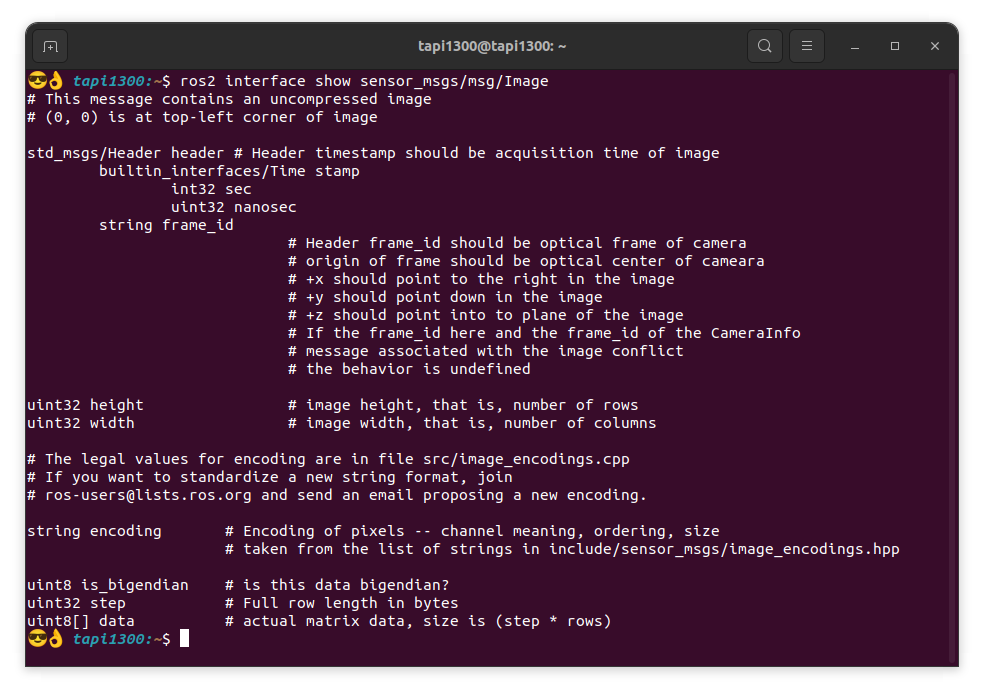 tapi1300@tapi1300: ~
😎👌 tapi1300:~$ ros2 interface show sensor_msgs/msg/Image
# This message contains an uncompressed image
# (0, 0) is at top-left corner of image
std_msgs/Header header # Header timestamp should be acquisition time of image
builtin_interfaces/Time stamp
int32 sec
uint32 nanosec
string frame_id
# Header frame_id should be optical frame of camera
# origin of frame should be optical center of cameara
# +x should point to the right in the image
# +y should point down in the image
# +z should point into to plane of the image
# If the frame_id here and the frame_id of the CameraInfo
# message associated with the image conflict
# the behavior is undefined
uint32 height # image height, that is, number of rows
uint32 width # image width, that is, number of columns
# The legal values for encoding are in file src/image_encodings.cpp
# If you want to standardize a new string format, join
# ros-users@lists.ros.org and send an email proposing a new encoding.
string encoding # Encoding of pixels -- channel meaning, ordering, size
# taken from the list of strings in include/sensor_msgs/image_encodings.hpp
uint8 is_bigendian # is this data bigendian?
uint32 step # Full row length in bytes
uint8[] data # actual matrix data, size is (step * rows)
😎👌 tapi1300:~$